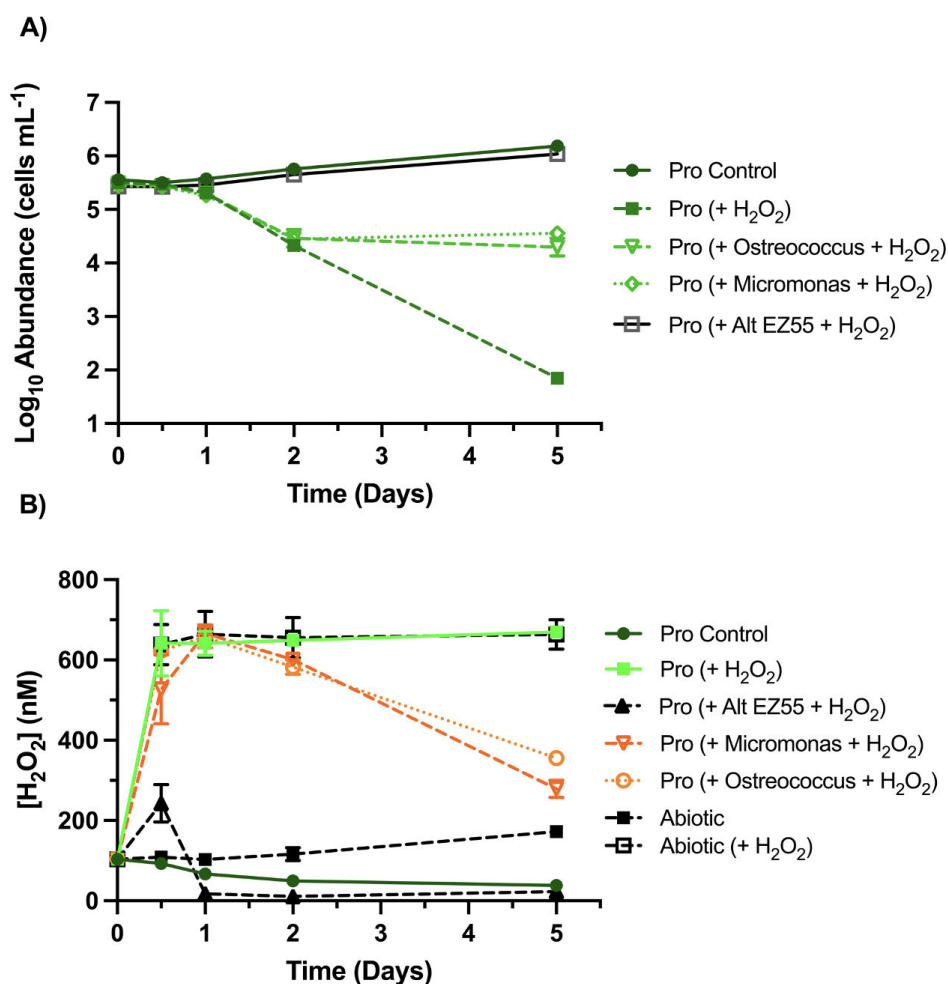 A)
Log₁₀ Abundance (cells mL⁻¹)
7
6
5
4
3
2
1
0
1
2
3
4
5
Time (Days)
Pro Control
Pro (+ H₂O₂)
Pro (+ Ostreococcus + H₂O₂)
Pro (+ Micromonas + H₂O₂)
Pro (+ Alt EZ55 + H₂O₂)
B)
[H₂O₂] (nM)
800
600
400
200
0
0
1
2
3
4
5
Time (Days)
Pro Control
Pro (+ H₂O₂)
Pro (+ Alt EZ55 + H₂O₂)
Pro (+ Micromonas + H₂O₂)
Pro (+ Ostreococcus + H₂O₂)
Abiotic
Abiotic (+ H₂O₂)